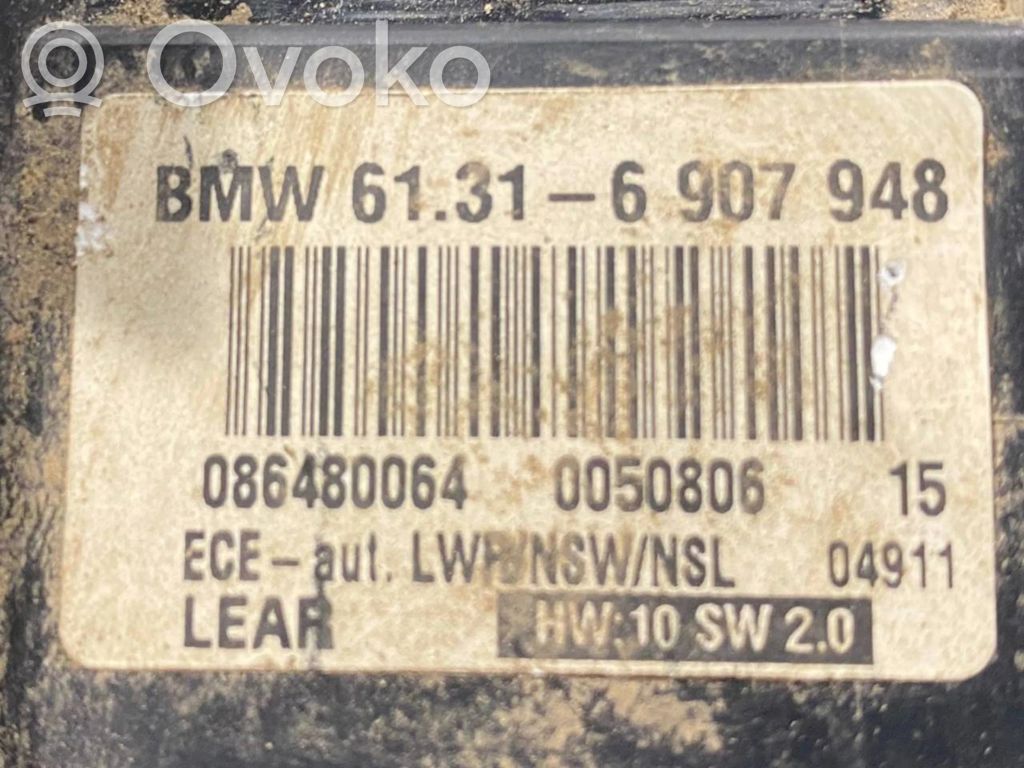 Ovoko
BMW 61.31-6 907 948
086480064 0050806 15
ECE-aut. LWR/NSW/NSL 04911
LEAR HW:10 SW 2.0